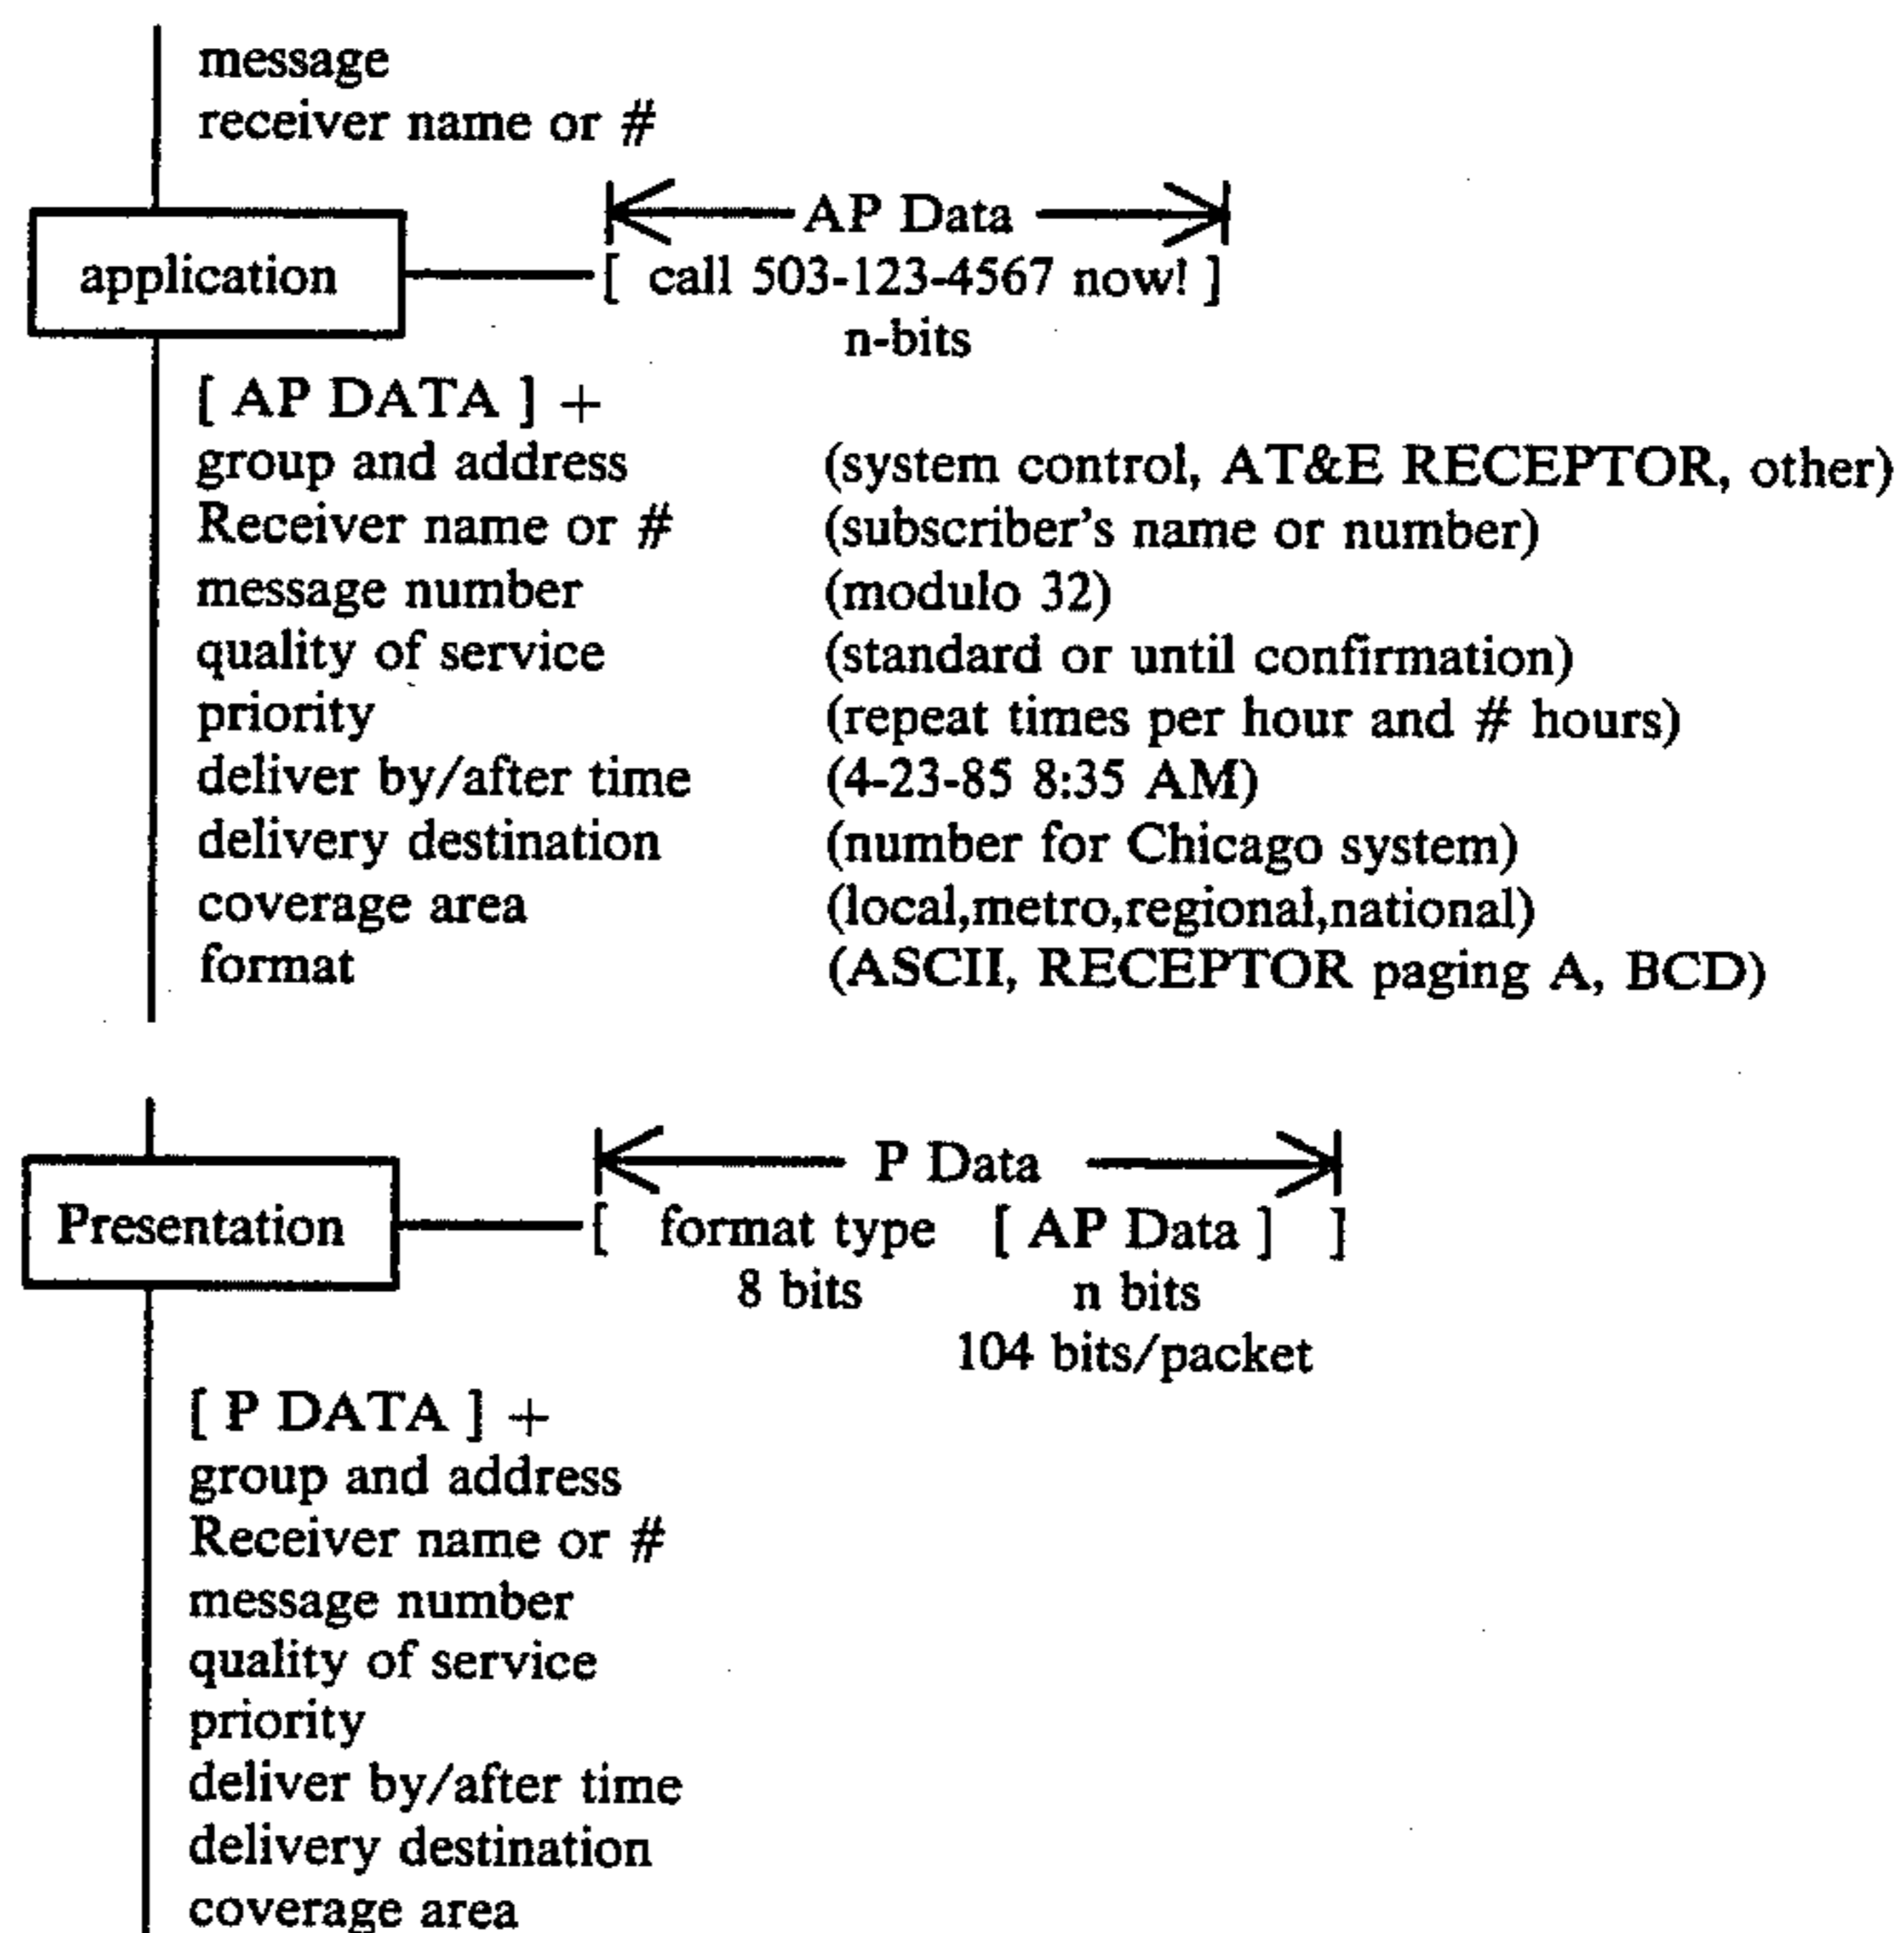 message
receiver name or #
AP Data
application
[ call 503-123-4567 now! ]
n-bits
[ AP DATA ] +
group and address (system control, AT&E RECEPTOR, other)
Receiver name or # (subscriber's name or number)
message number (modulo 32)
quality of service (standard or until confirmation)
priority (repeat times per hour and # hours)
deliver by/after time (4-23-85 8:35 AM)
delivery destination (number for Chicago system)
coverage area (local,metro,regional,national)
format (ASCII, RECEPTOR paging A, BCD)
P Data
Presentation
[ format type [ AP Data ] ]
8 bits n bits
104 bits/packet
[ P DATA ] +
group and address
Receiver name or #
message number
quality of service
priority
deliver by/after time
delivery destination
coverage area